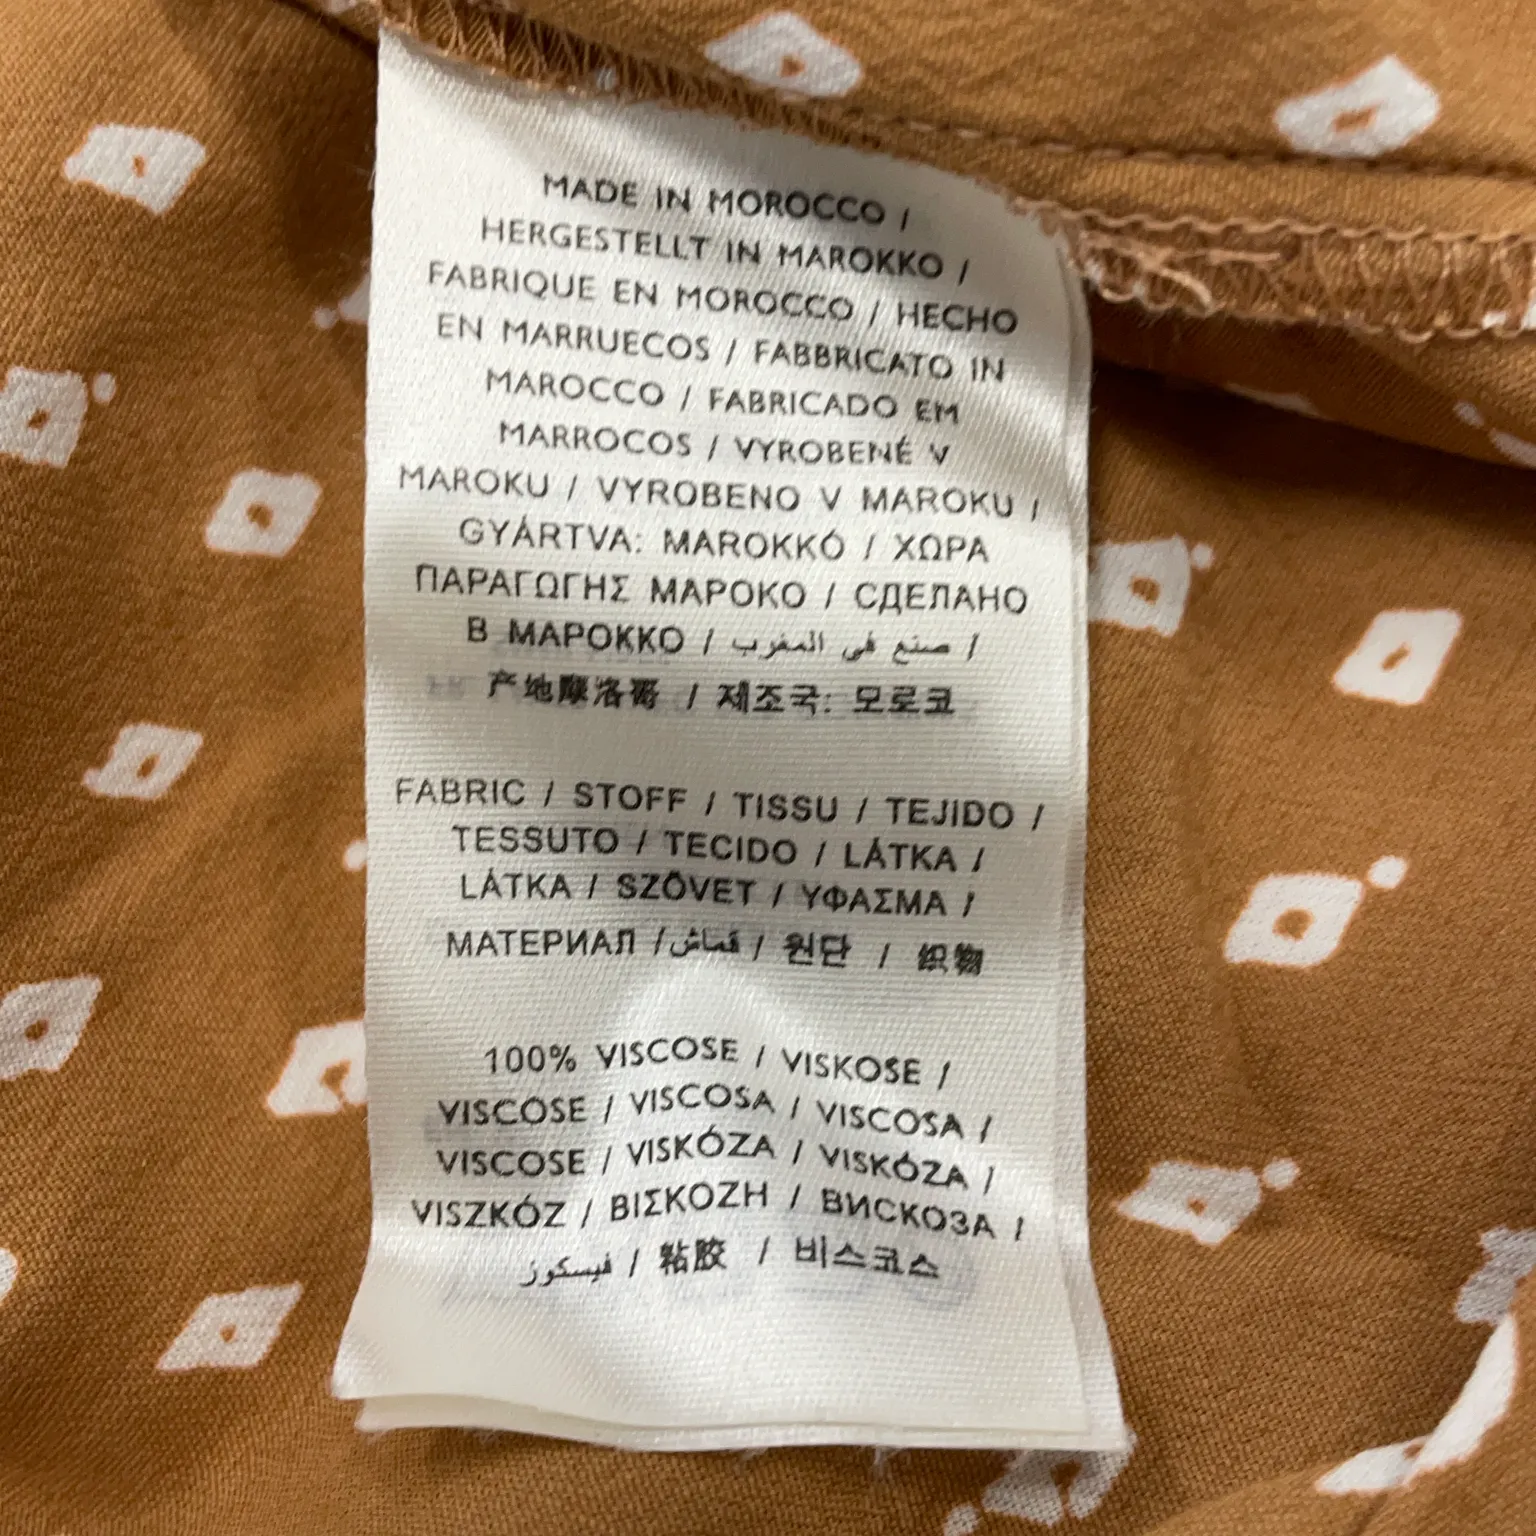 MADE IN MOROCCO /
HERGESTELLT IN MAROKKO /
FABRIQUE EN MOROCCO / HECHO
EN MARRUECOS / FABBRICATO IN
MAROCCO / FABRICADO EM
MARROCOS / VYROBENÉ V
MAROKU / VYROBENO V MAROKU /
GYÁRTVA: MAROKKÓ / ΧΩΡΑ
ΠΑΡΑΓΩΓΗΣ ΜΑΡΟΚΟ / СДЕЛАНО
В МАРОККО / صنع في المغرب /
产地摩洛哥 / 제조국: 모로코
FABRIC / STOFF / TISSU / TEJIDO /
TESSUTO / TECIDO / LÁTKA /
LÁTKA / SZÖVET / ΥΦΑΣΜΑ /
МАТЕРИАЛ / قماش / 원단 / 织物
100% VISCOSE / VISKOSE /
VISCOSE / VISCOSA / VISCOSA /
VISCOSE / VISKÓZA / VISKÓZA /
VISZKÓZ / ΒΙΣΚΟΖΗ / ВИСКОЗА /
فيسكوز / 粘胶 / 비스코스